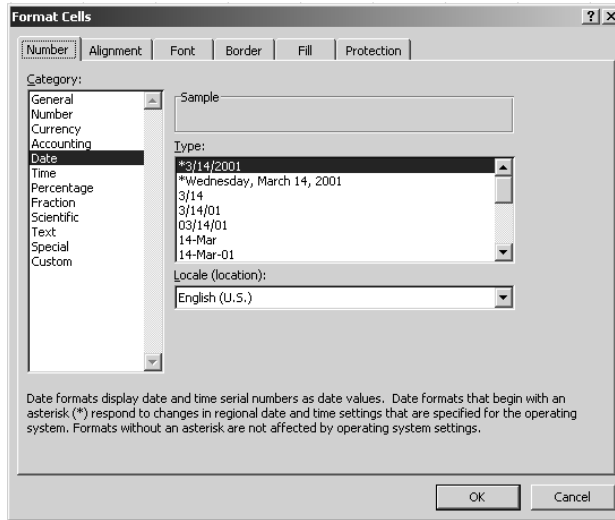 Format Cells
Number Alignment Font Border Fill Protection
Category:
General
Number
Currency
Accounting
Date
Time
Percentage
Fraction
Scientific
Text
Special
Custom
Sample
Type:
*3/14/2001
*Wednesday, March 14, 2001
3/14
3/14/01
03/14/01
14-Mar
14-Mar-01
Locale (location):
English (U.S.)
Date formats display date and time serial numbers as date values.  Date formats that begin with an
asterisk (*) respond to changes in regional date and time settings that are specified for the operating
system. Formats without an asterisk are not affected by operating system settings.
OK Cancel